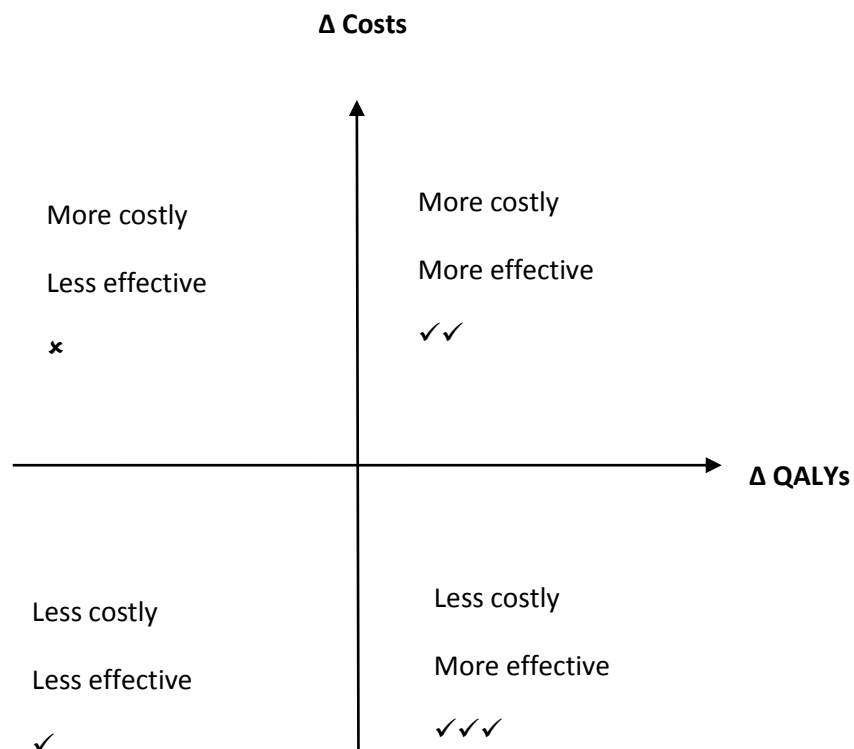 Δ Costs
More costly
Less effective
×
More costly
More effective
✓✓
Δ QALYs
Less costly
Less effective
✓
Less costly
More effective
✓✓✓